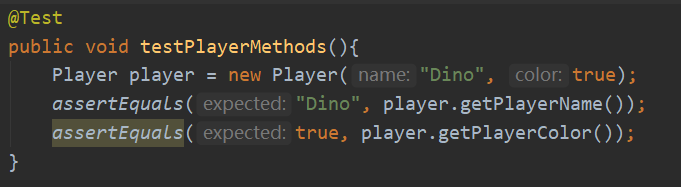 @Test
public void testPlayerMethods(){
    Player player = new Player( name: "Dino", color: true);
    assertEquals( expected: "Dino", player.getPlayerName());
    assertEquals( expected: true, player.getPlayerColor());
}